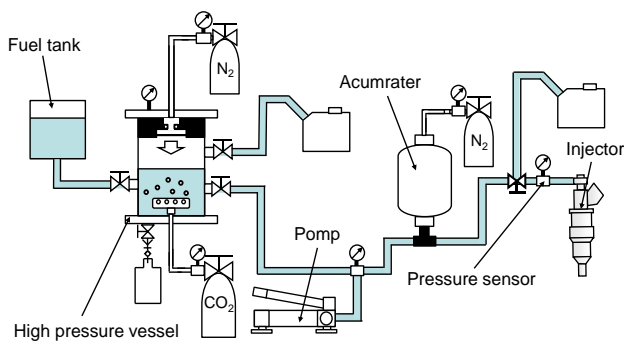 Fuel tank
N₂
Acumrater
N₂
Injector
Pomp
Pressure sensor
CO₂
High pressure vessel